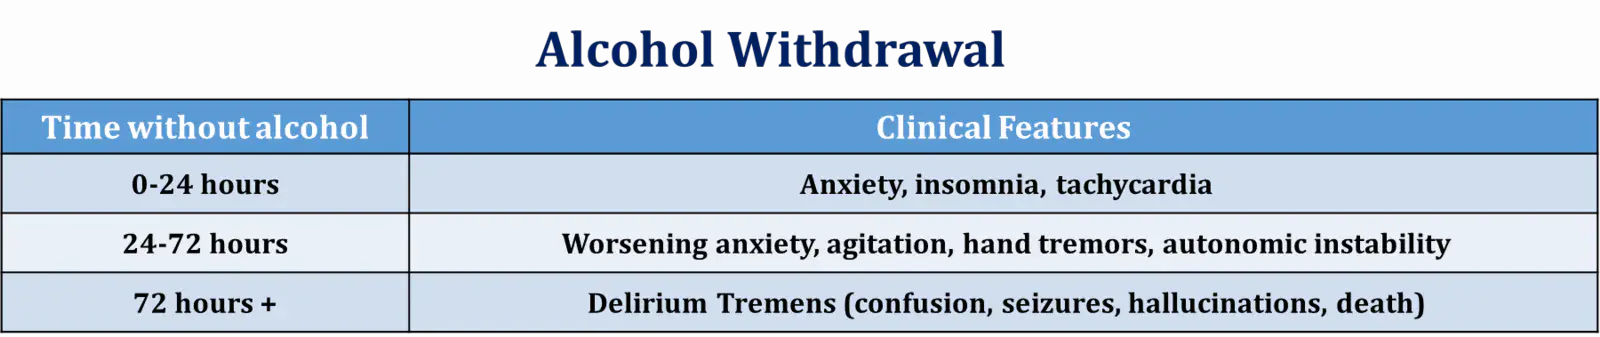 Alcohol Withdrawal
Time without alcohol Clinical Features
0-24 hours Anxiety, insomnia, tachycardia
24-72 hours Worsening anxiety, agitation, hand tremors, autonomic instability
72 hours + Delirium Tremens (confusion, seizures, hallucinations, death)